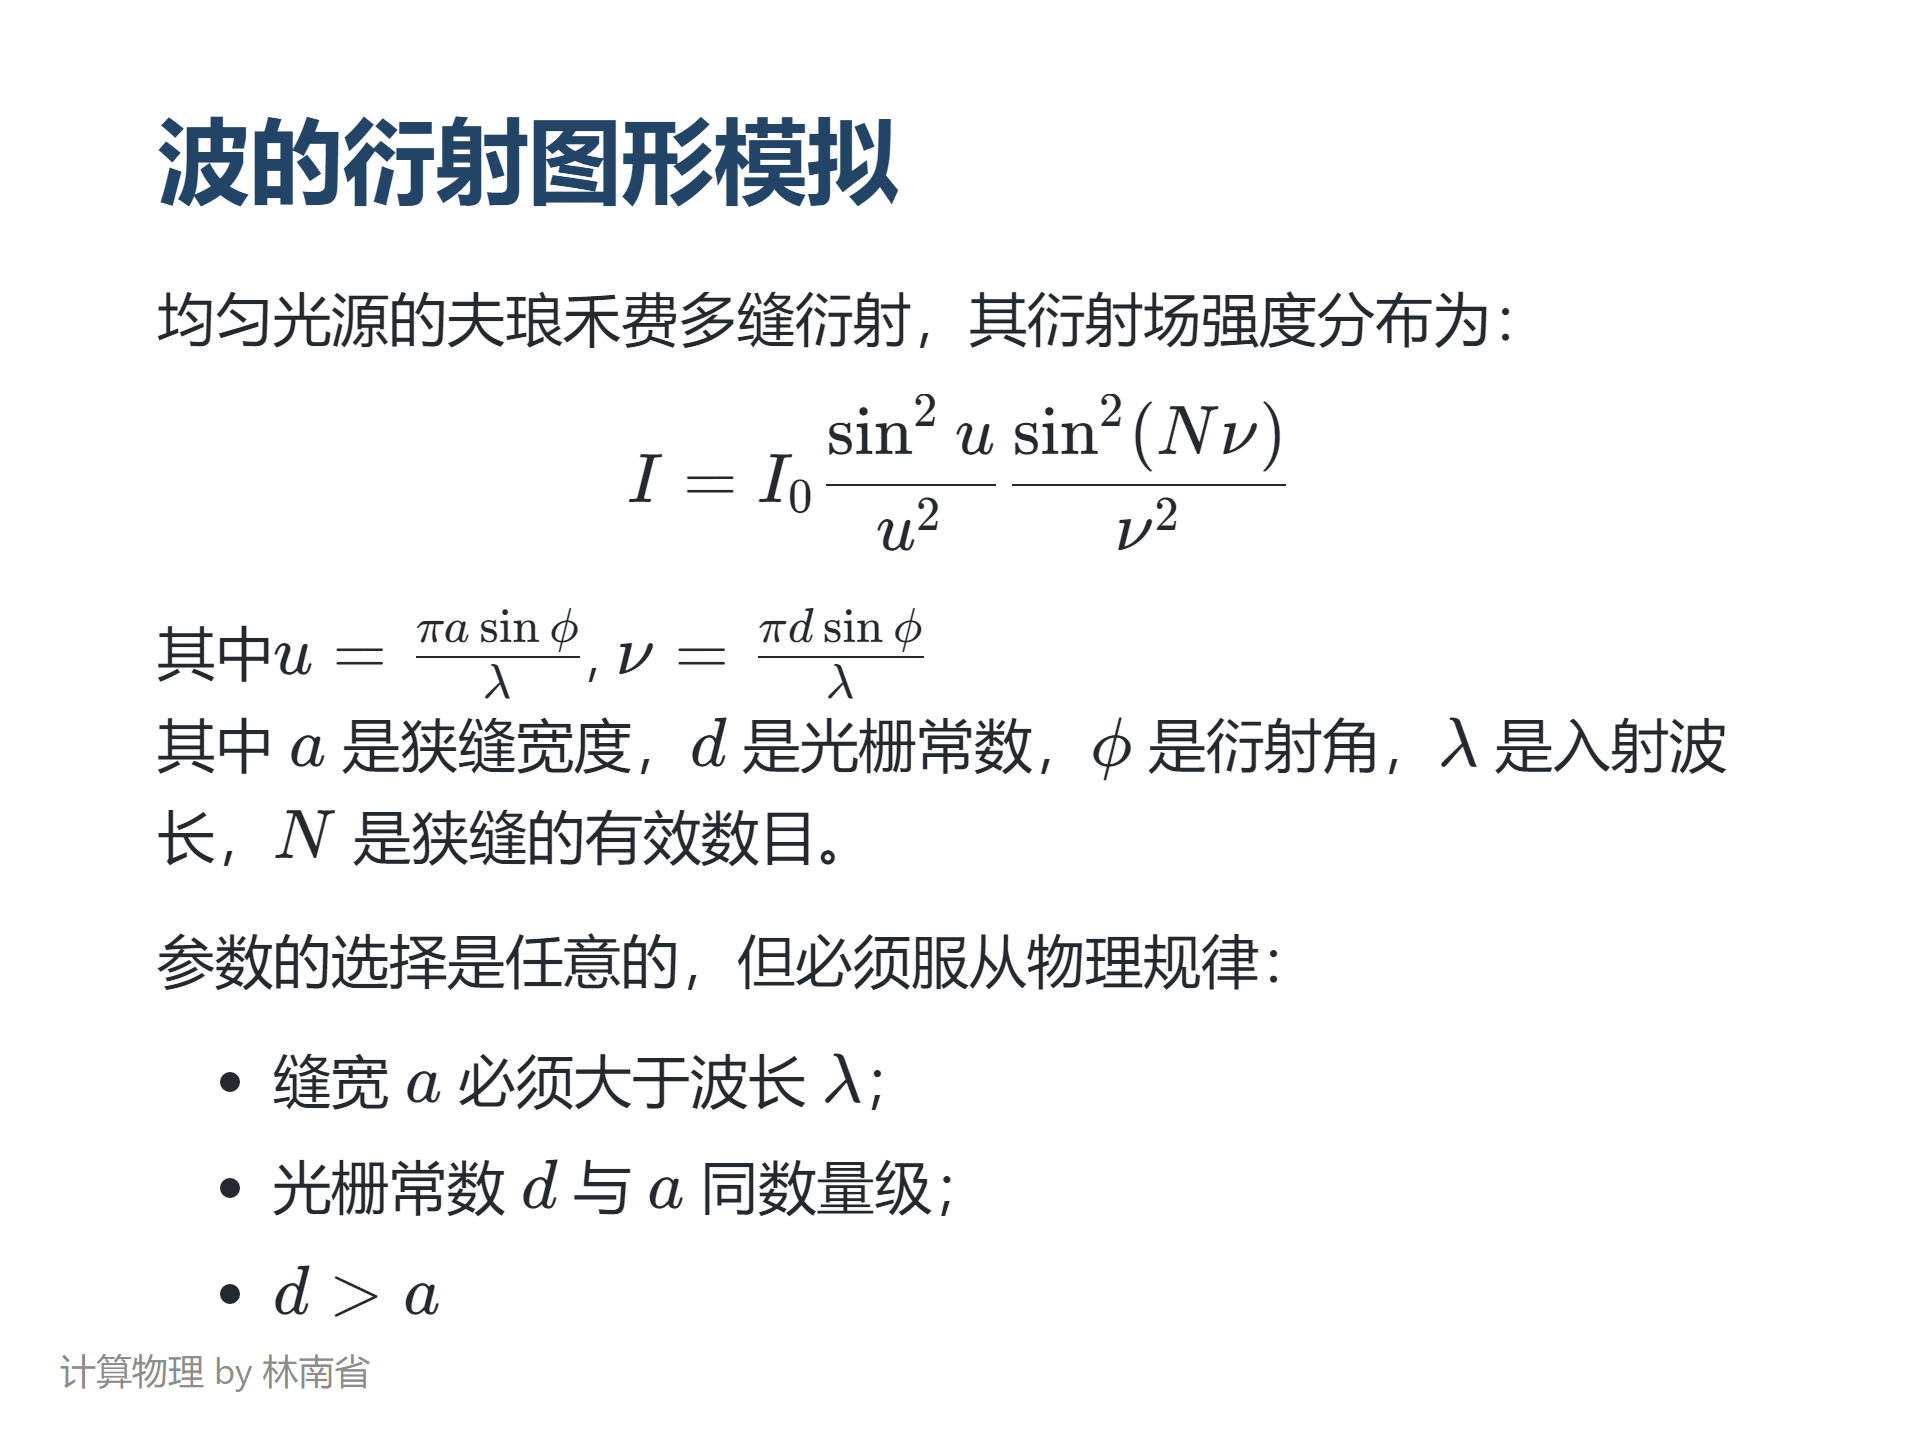 波的衍射图形模拟
均匀光源的夫琅禾费多缝衍射，其衍射场强度分布为：
$I = I_0 \frac{\sin^2 u}{u^2} \frac{\sin^2(N\nu)}{\nu^2}$
其中$u = \frac{\pi a \sin \phi}{\lambda}$, $\nu = \frac{\pi d \sin \phi}{\lambda}$
其中 $a$ 是狭缝宽度，$d$ 是光栅常数，$\phi$ 是衍射角，$\lambda$ 是入射波
长，$N$ 是狭缝的有效数目。
参数的选择是任意的，但必须服从物理规律：
• 缝宽 $a$ 必须大于波长 $\lambda$；
• 光栅常数 $d$ 与 $a$ 同数量级；
• $d > a$
计算物理 by 林南省